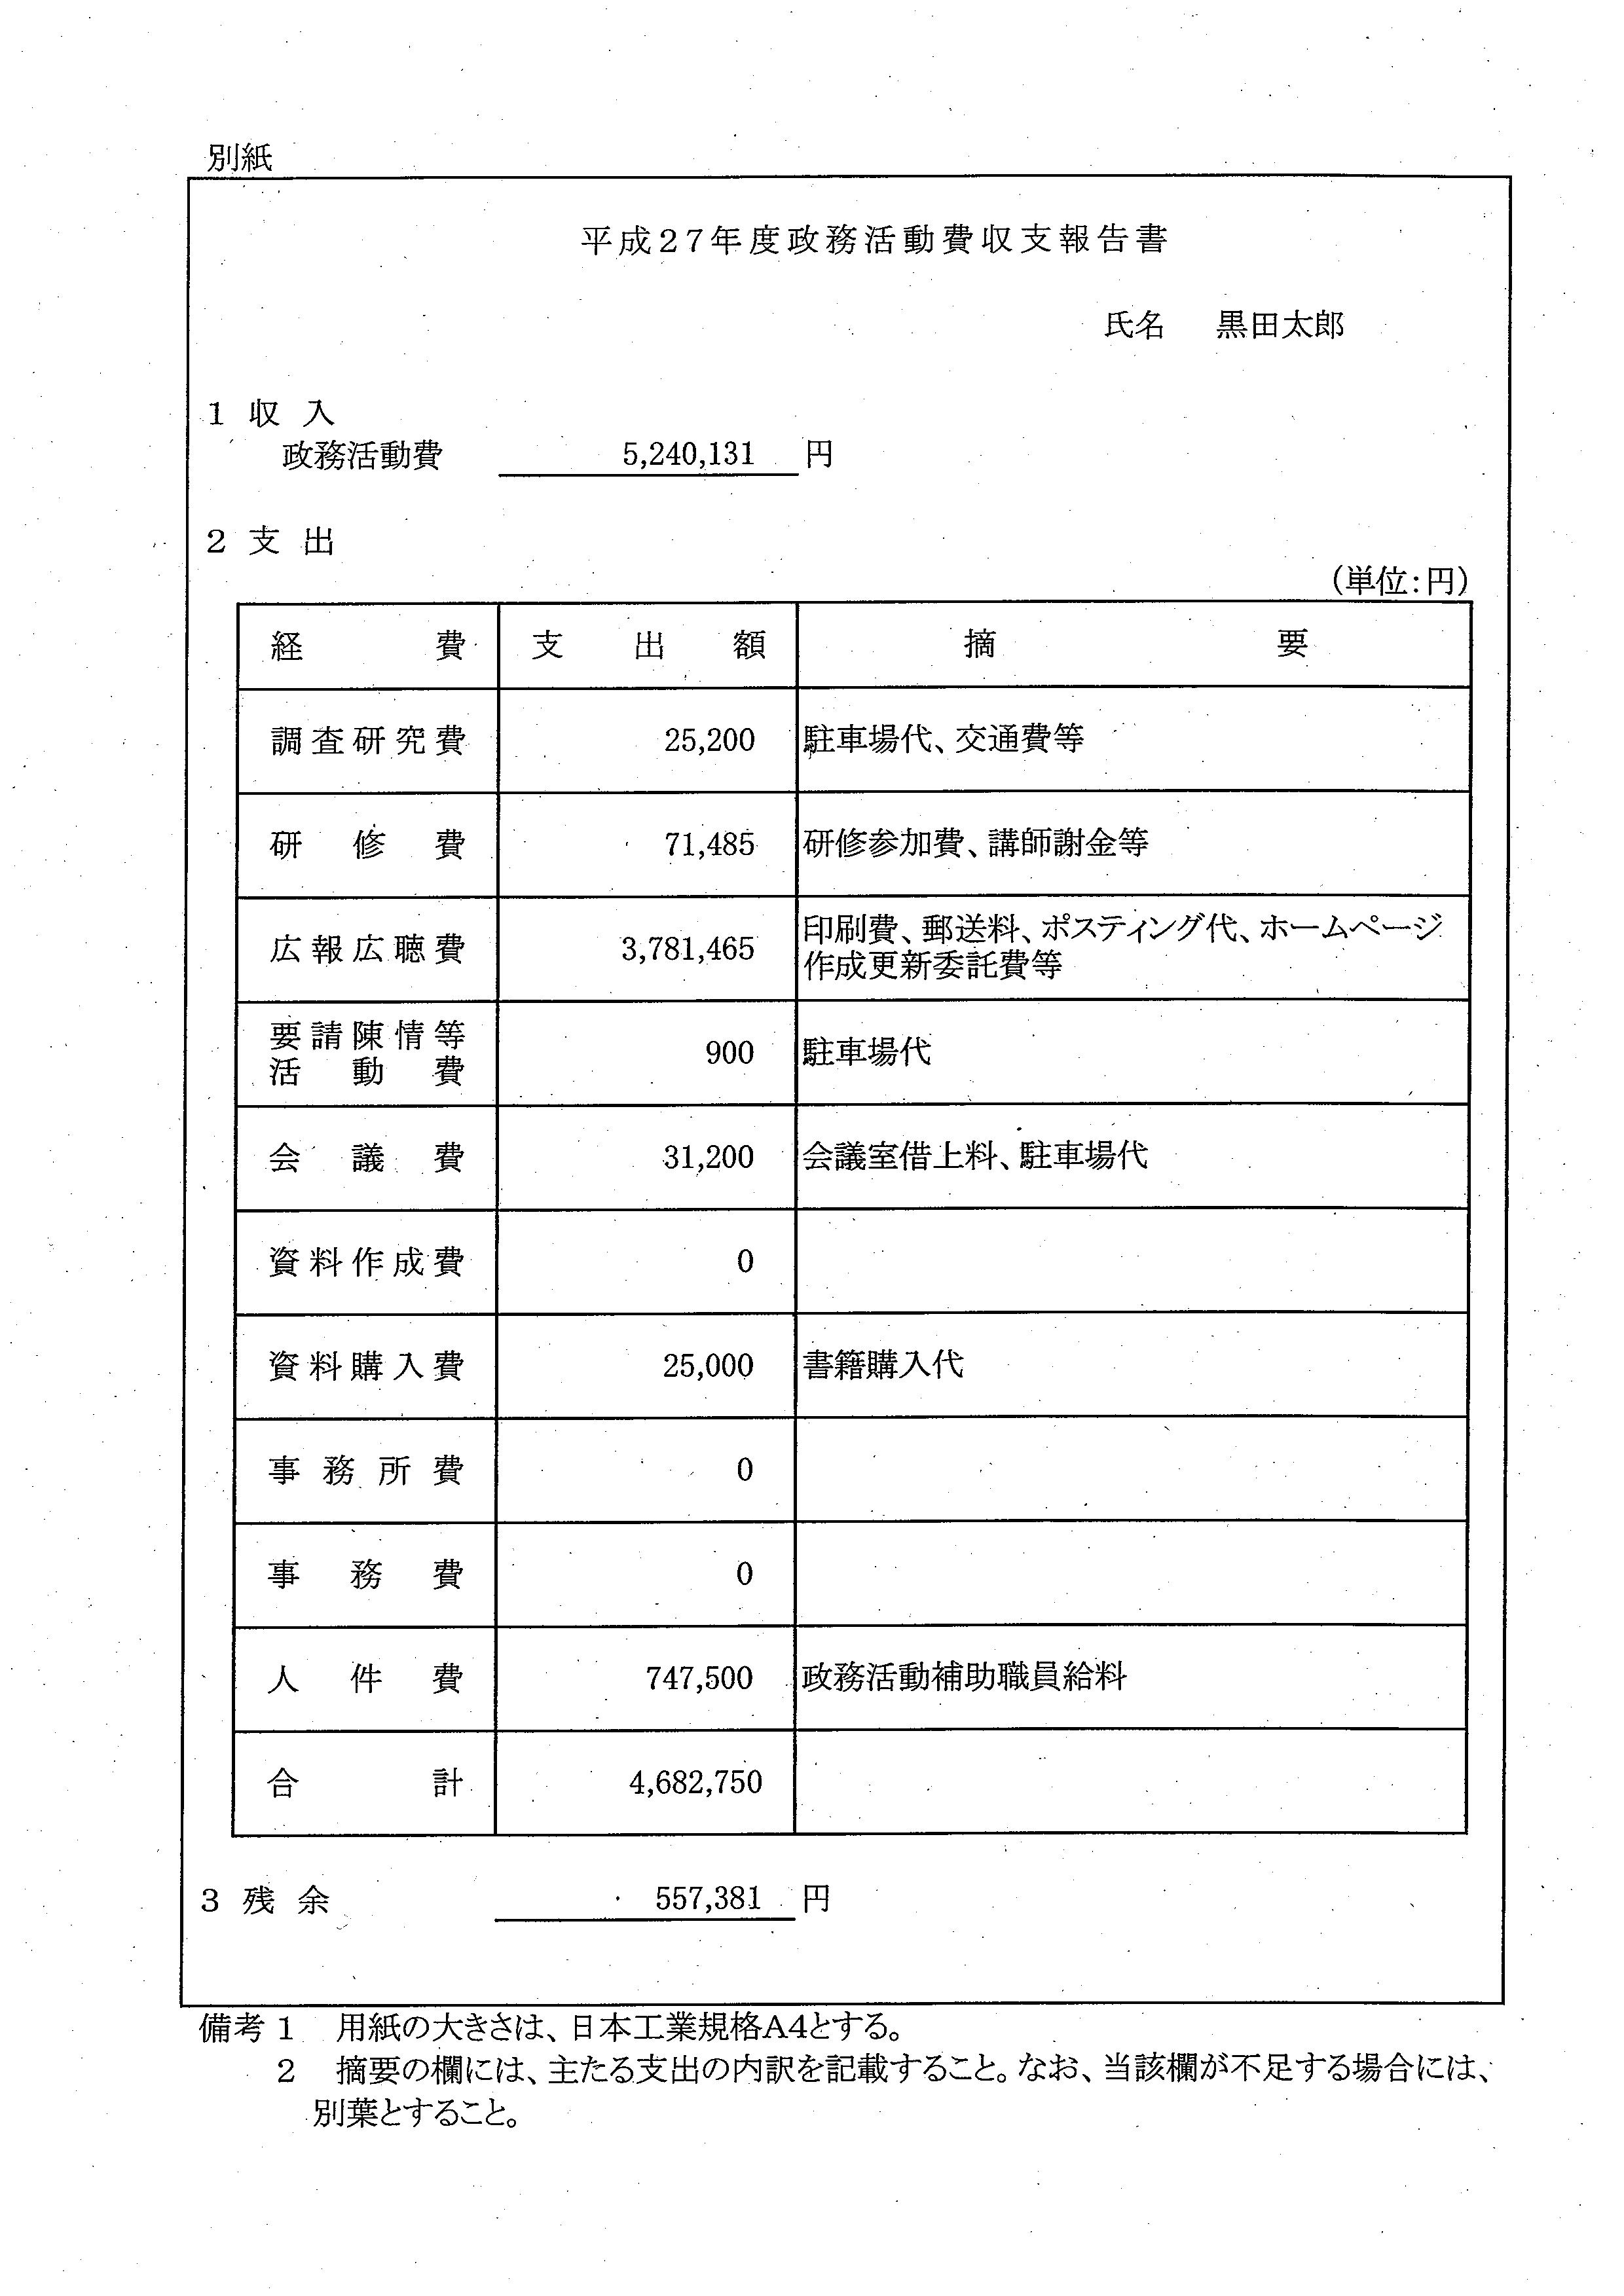 別紙
平成27年度政務活動費収支報告書
氏名 黒田太郎
1 収 入
政務活動費 5,240,131 円
2 支 出
(単位:円)
経費 支出額 摘要
調査研究費 25,200 駐車場代、交通費等
研修費 71,485 研修参加費、講師謝金等
広報広聴費 3,781,465 印刷費、郵送料、ポスティング代、ホームページ
作成更新委託費等
要請陳情等
活動費 900 駐車場代
会議費 31,200 会議室借上料、駐車場代
資料作成費 0
資料購入費 25,000 書籍購入代
事務所費 0
事務費 0
人件費 747,500 政務活動補助職員給料
合計 4,682,750
3 残 余 557,381 円
備考 1 用紙の大きさは、日本工業規格A4とする。
2 摘要の欄には、主たる支出の内訳を記載すること。なお、当該欄が不足する場合には、
別葉とすること。